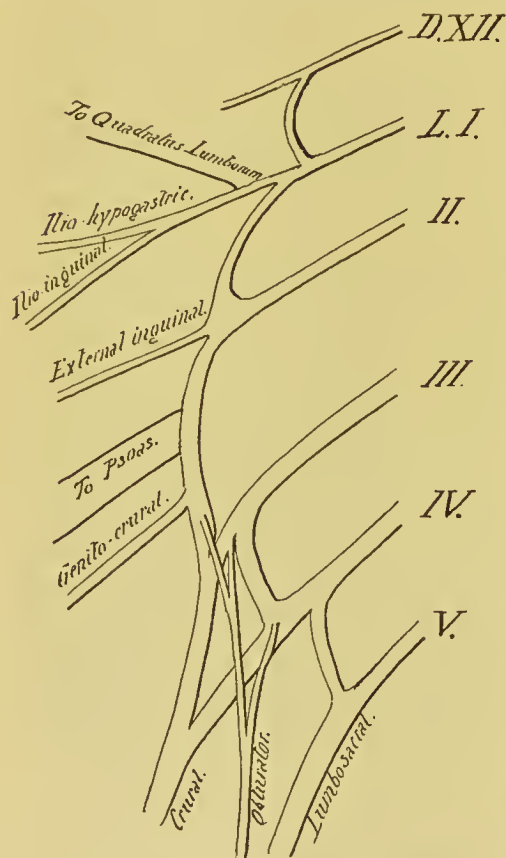 D.XII.
To Quadratus Lumborum
L.I.
Ilio-hypogastric.
II.
Ilio-inguinal.
External inguinal.
III.
To Psoas.
IV.
Genito-crural.
V.
Crural.
Obturator.
Lumbosacral.